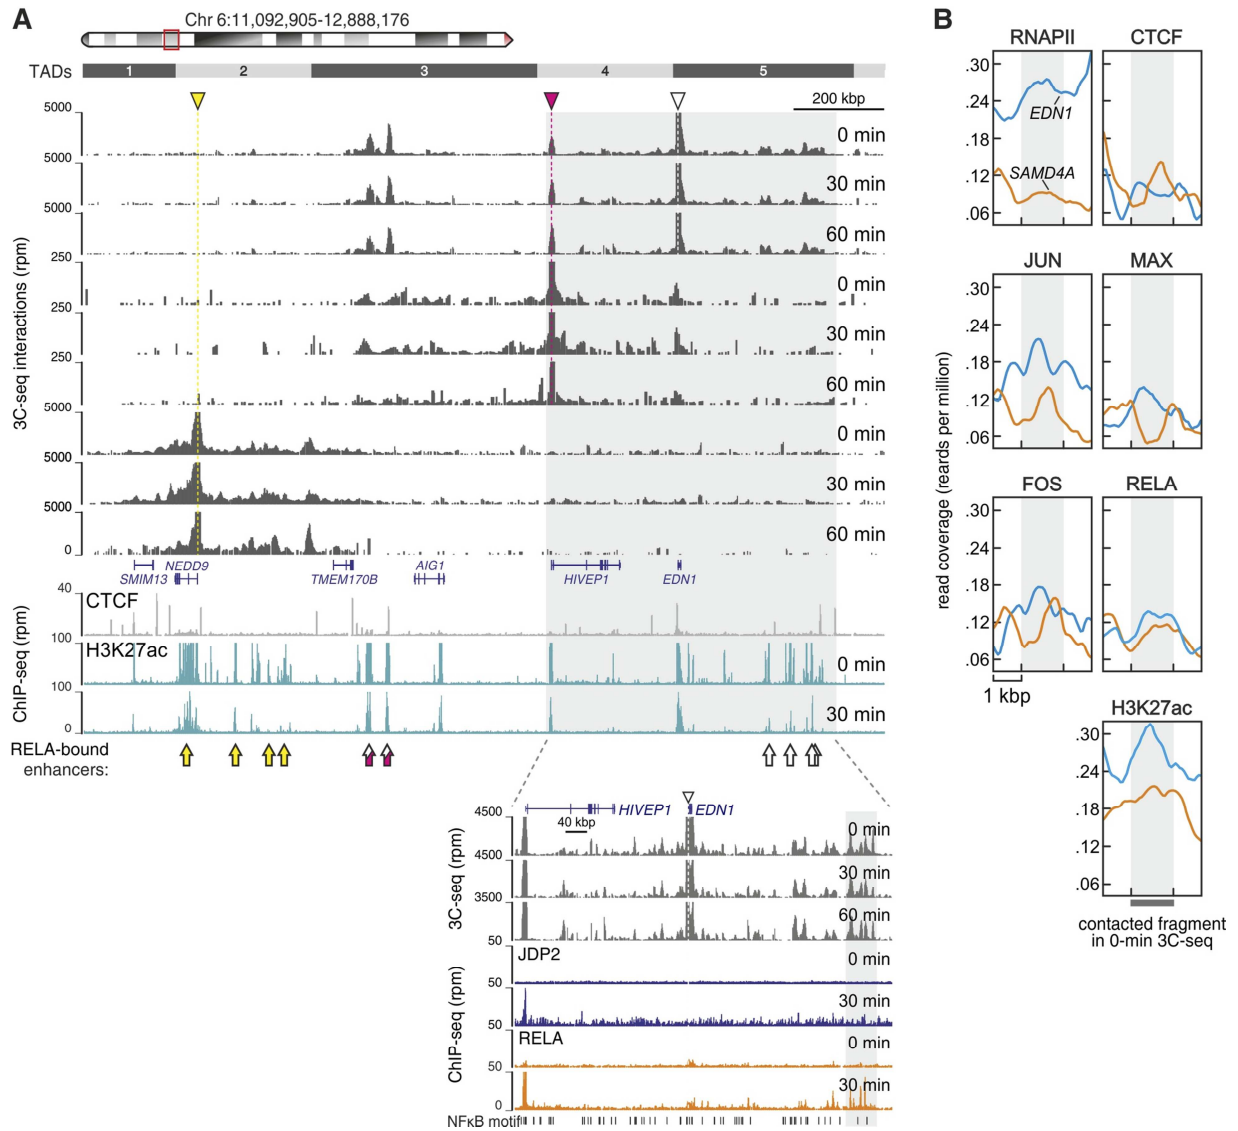 A
Chr 6:11,092,905-12,888,176
TADs
1 2 3 4 5
200 kbp
3C-seq interactions (rpm)
5000
0 min
5000
30 min
5000
60 min
250
0 min
250
30 min
250
60 min
5000
0 min
5000
30 min
5000
60 min
0
SMIM13 NEDD9 TMEM170B AIG1 HIVEP1 EDN1
ChIP-seq (rpm)
40
CTCF
100
H3K27ac
0 min
100
30 min
0
RELA-bound
enhancers:
HIVEP1 EDN1
40 kbp
3C-seq (rpm)
4500
0 min
4500
30 min
3500
60 min
ChIP-seq (rpm)
50
JDP2
0 min
50
30 min
50
RELA
0 min
50
30 min
0
NFκB motif
B
read coverage (reards per million)
RNAPII
.30
.24
EDN1
.12
SAMD4A
.06
CTCF
JUN
.30
.24
.18
.12
.06
MAX
FOS
.30
.24
.18
.12
.06
1 kbp
RELA
H3K27ac
.30
.24
.18
.12
.06
contacted fragment
in 0-min 3C-seq